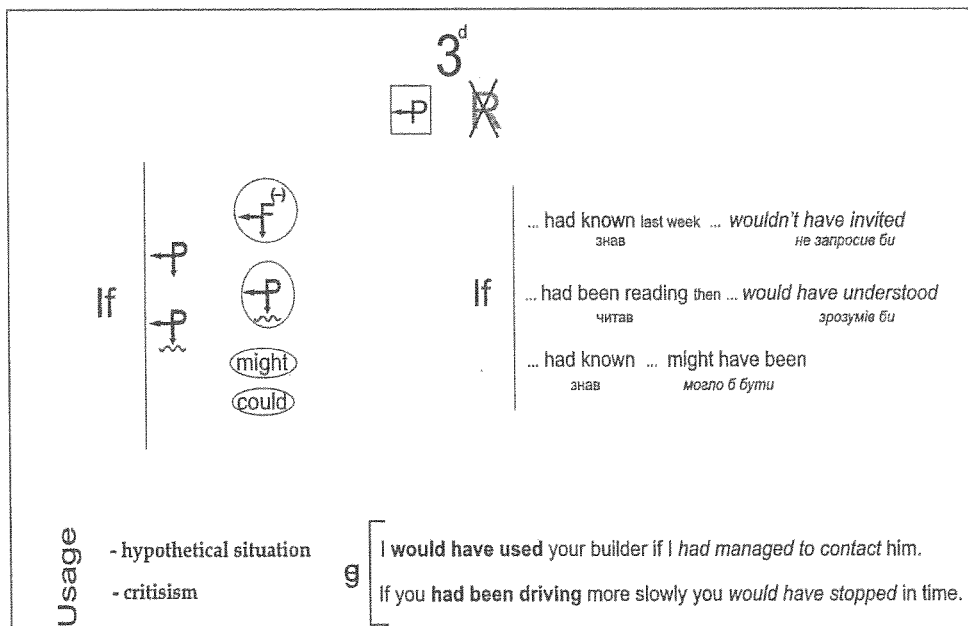 3d
P R
If
P
P
F(-)
P
might
could
If
... had known last week ... wouldn't have invited
знав не запросив би
... had been reading then ... would have understood
читав зрозумів би
... had known ... might have been
знав могло б бути
Usage
- hypothetical situation
- critisism
eg
I would have used your builder if I had managed to contact him.
If you had been driving more slowly you would have stopped in time.